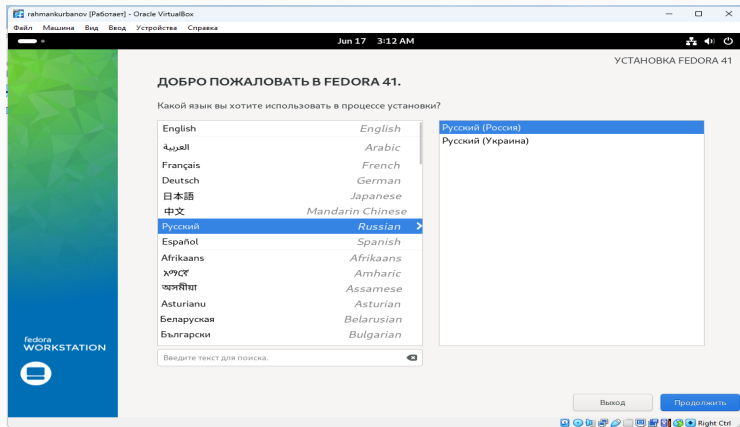 rahmankurbanov [Работает] - Oracle VirtualBox
Файл Машина Вид Ввод Устройства Справка
Jun 17 3:12 AM
УСТАНОВКА FEDORA 41
ДОБРО ПОЖАЛОВАТЬ В FEDORA 41.
Какой язык вы хотите использовать в процессе установки?
English English
العربية Arabic
Français French
Deutsch German
日本語 Japanese
中文 Mandarin Chinese
Русский Russian
Español Spanish
Afrikaans Afrikaans
አማርኛ Amharic
অসমীয়া Assamese
Asturianu Asturian
Беларуская Belarusian
Български Bulgarian
Русский (Россия)
Русский (Украина)
Введите текст для поиска.
fedora
WORKSTATION
Выход Продолжить
Right Ctrl